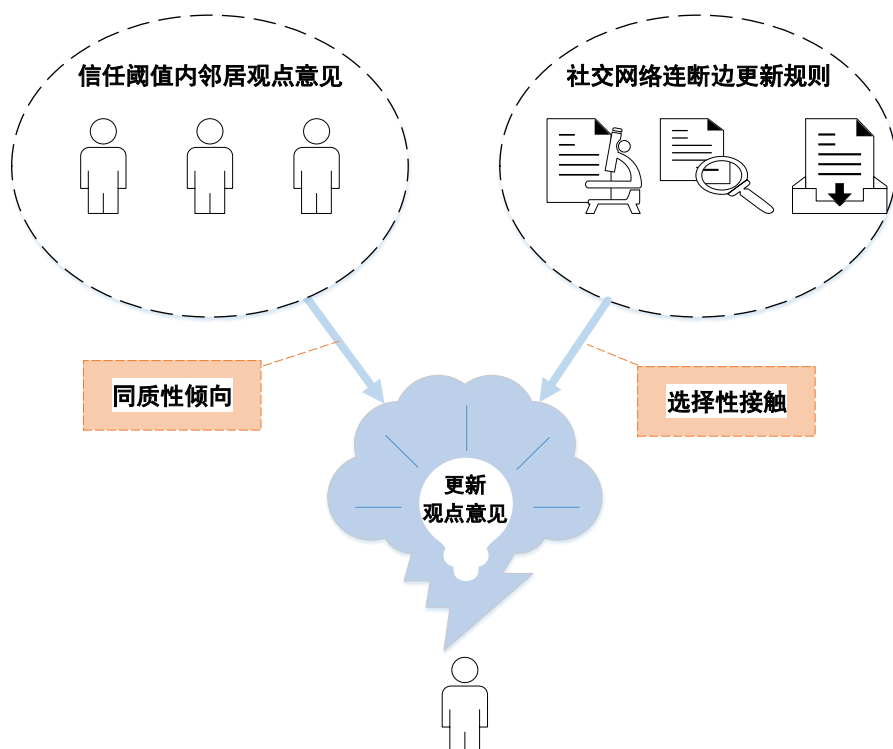 信任阈值内邻居观点意见
社交网络连断边更新规则
同质性倾向
选择性接触
更新
观点意见